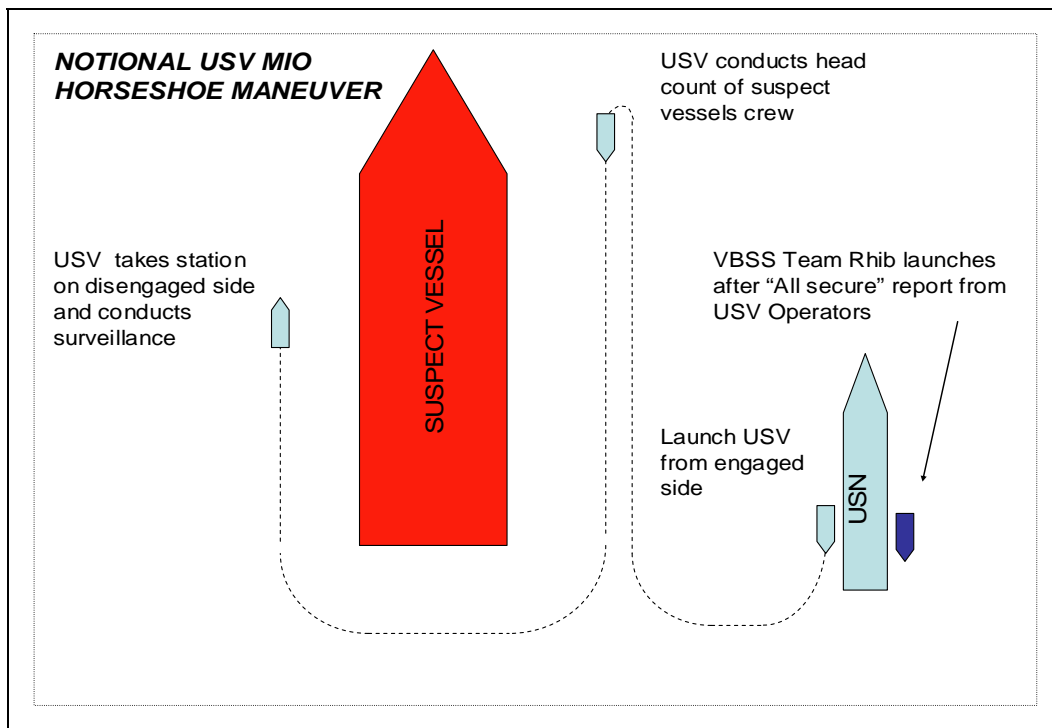 NOTIONAL USV MIO
HORSESHOE MANEUVER
USV conducts head
count of suspect
vessels crew
USV takes station
on disengaged side
and conducts
surveillance
SUSPECT VESSEL
VBSS Team Rhib launches
after “All secure” report from
USV Operators
Launch USV
from engaged
side
USN